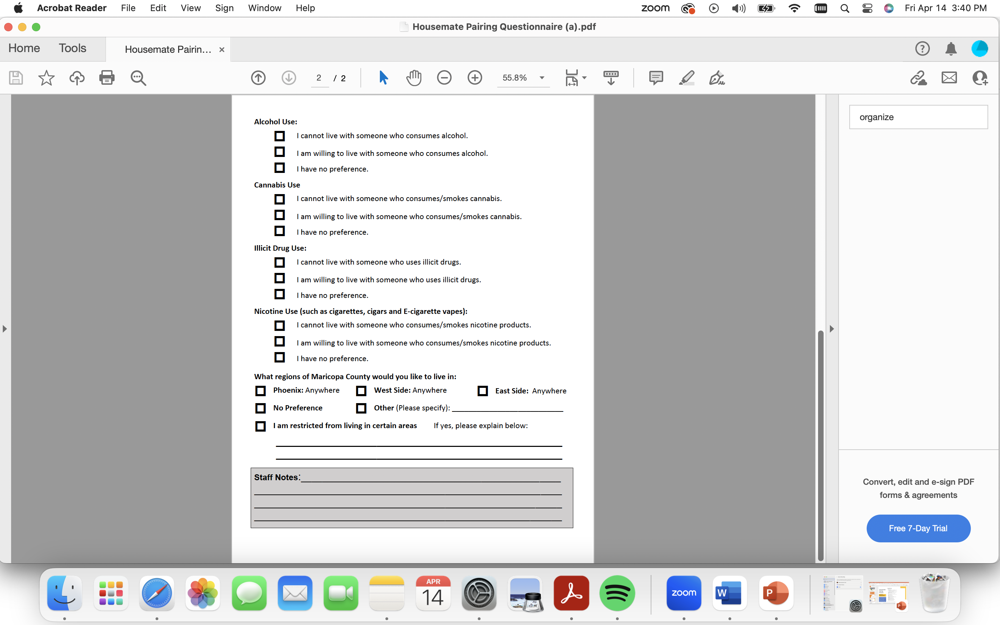 Acrobat Reader File Edit View Sign Window Help zoom Fri Apr 14 3:40 PM
Housemate Pairing Questionnaire (a).pdf
Home Tools Housemate Pairin... ×
2 / 2 55.8%
organize
Alcohol Use:
I cannot live with someone who consumes alcohol.
I am willing to live with someone who consumes alcohol.
I have no preference.
Cannabis Use
I cannot live with someone who consumes/smokes cannabis.
I am willing to live with someone who consumes/smokes cannabis.
I have no preference.
Illicit Drug Use:
I cannot live with someone who uses illicit drugs.
I am willing to live with someone who uses illicit drugs.
I have no preference.
Nicotine Use (such as cigarettes, cigars and E-cigarette vapes):
I cannot live with someone who consumes/smokes nicotine products.
I am willing to live with someone who consumes/smokes nicotine products.
I have no preference.
What regions of Maricopa County would you like to live in:
Phoenix: Anywhere West Side: Anywhere East Side: Anywhere
No Preference Other (Please specify):
I am restricted from living in certain areas If yes, please explain below:
Staff Notes:
Convert, edit and e-sign PDF
forms & agreements
Free 7-Day Trial
APR
14
zoom
W
P
P